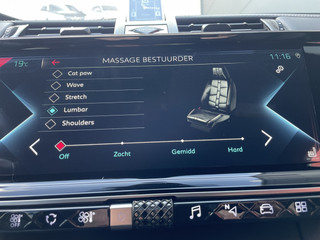 19°c MASSAGE BESTUURDER 11:16
Cat paw
Wave
Stretch
Lumbar
Shoulders
Off Zacht Gemidd Hard